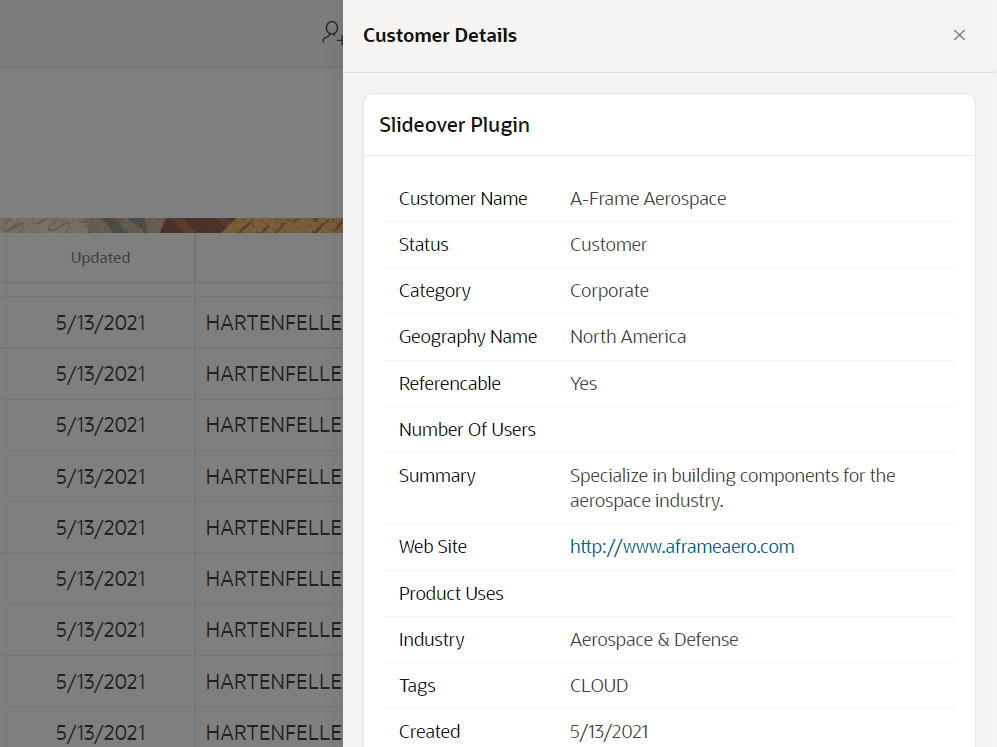 Customer Details
Slideover Plugin
Customer Name A-Frame Aerospace
Status Customer
Category Corporate
Geography Name North America
Referencable Yes
Number Of Users
Summary Specialize in building components for the
aerospace industry.
Web Site http://www.aframeaero.com
Product Uses
Industry Aerospace & Defense
Tags CLOUD
Created 5/13/2021
Updated
5/13/2021 HARTENFELLE
5/13/2021 HARTENFELLE
5/13/2021 HARTENFELLE
5/13/2021 HARTENFELLE
5/13/2021 HARTENFELLE
5/13/2021 HARTENFELLE
5/13/2021 HARTENFELLE
5/13/2021 HARTENFELLE
5/13/2021 HARTENFELLE